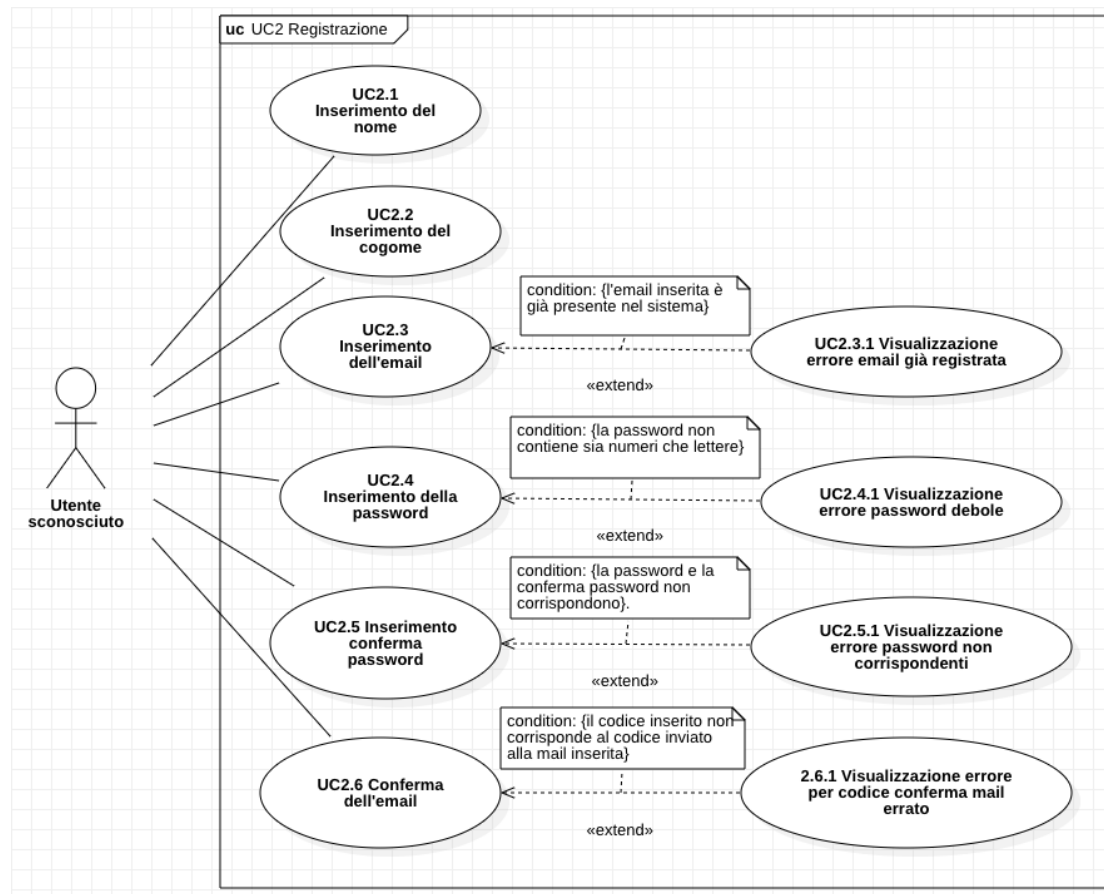 uc UC2 Registrazione
UC2.1
Inserimento del
nome
UC2.2
Inserimento del
cogome
UC2.3
Inserimento
dell'email
condition: {l'email inserita è
già presente nel sistema}
«extend»
UC2.3.1 Visualizzazione
errore email già registrata
Utente
sconosciuto
UC2.4
Inserimento della
password
condition: {la password non
contiene sia numeri che lettere}
«extend»
UC2.4.1 Visualizzazione
errore password debole
UC2.5 Inserimento
conferma
password
condition: {la password e la
conferma password non
corrispondono}.
«extend»
UC2.5.1 Visualizzazione
errore password non
corrispondenti
UC2.6 Conferma
dell'email
condition: {il codice inserito non
corrisponde al codice inviato
alla mail inserita}
«extend»
2.6.1 Visualizzazione errore
per codice conferma mail
errato